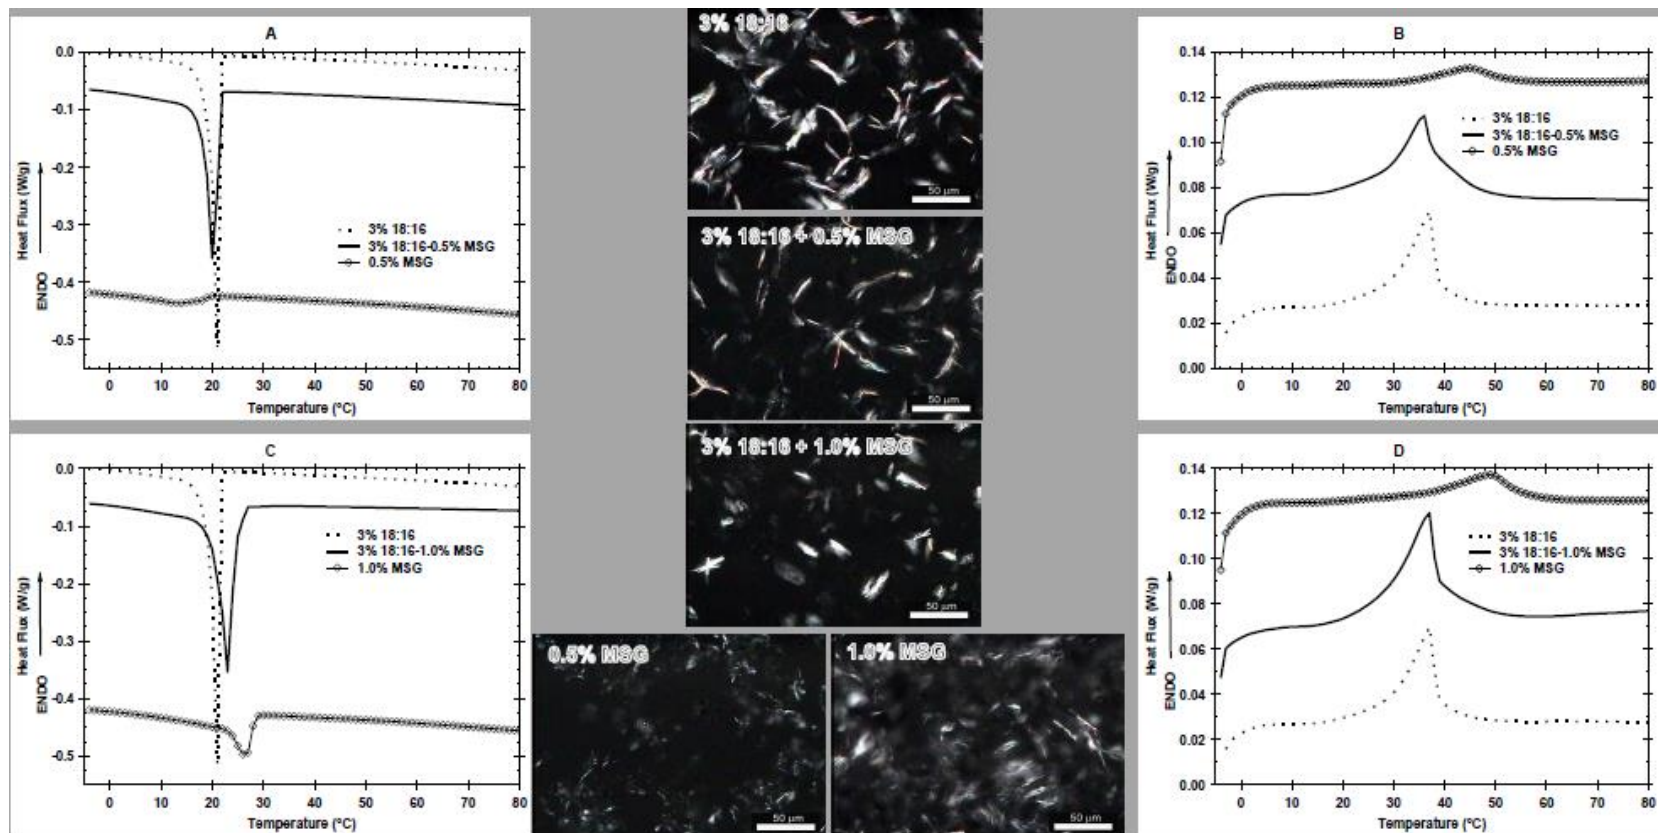 A
0.0
-0.1
-0.2
-0.3
-0.4
-0.5
Heat Flux (W/g)
ENDO
3% 18:16
3% 18:16-0.5% MSG
0.5% MSG
0 10 20 30 40 50 60 70 80
Temperature (ºC)
3% 18:16
50 µm
3% 18:16 + 0.5% MSG
50 µm
3% 18:16 + 1.0% MSG
50 µm
0.5% MSG
50 µm
1.0% MSG
50 µm
B
0.14
0.12
0.10
0.08
0.06
0.04
0.02
0.00
Heat Flux (W/g)
ENDO
3% 18:16
3% 18:16-0.5% MSG
0.5% MSG
0 10 20 30 40 50 60 70 80
Temperature (ºC)
C
0.0
-0.1
-0.2
-0.3
-0.4
-0.5
Heat Flux (W/g)
ENDO
3% 18:16
3% 18:16-1.0% MSG
1.0% MSG
0 10 20 30 40 50 60 70 80
Temperature (ºC)
D
0.14
0.12
0.10
0.08
0.06
0.04
0.02
0.00
Heat Flux (W/g)
ENDO
3% 18:16
3% 18:16-1.0% MSG
1.0% MSG
0 10 20 30 40 50 60 70 80
Temperature (ºC)